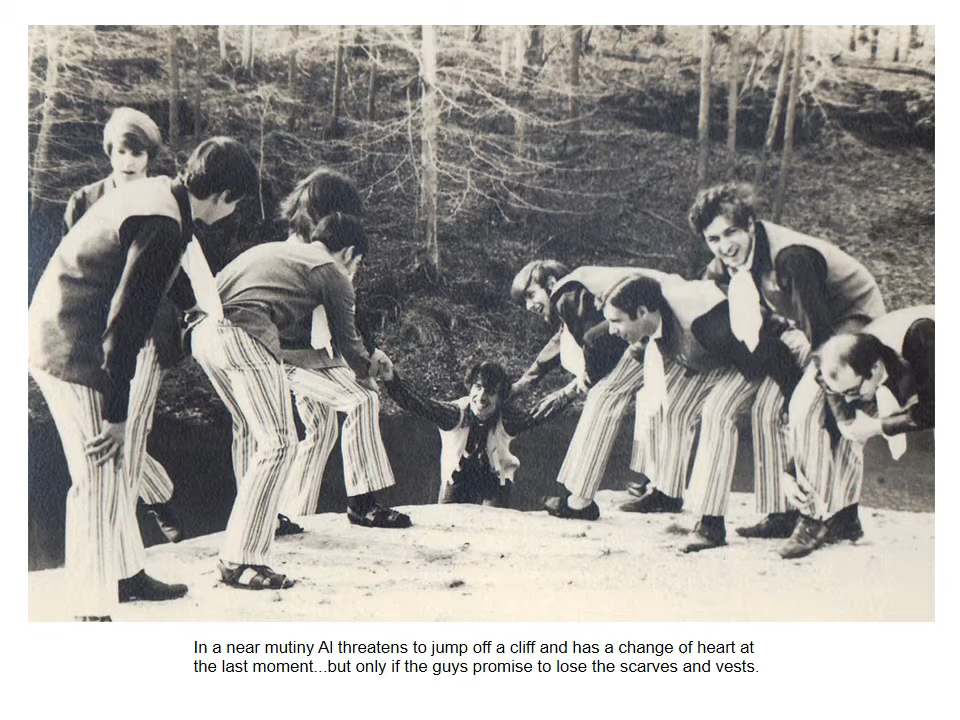 In a near mutiny Al threatens to jump off a cliff and has a change of heart at
the last moment...but only if the guys promise to lose the scarves and vests.